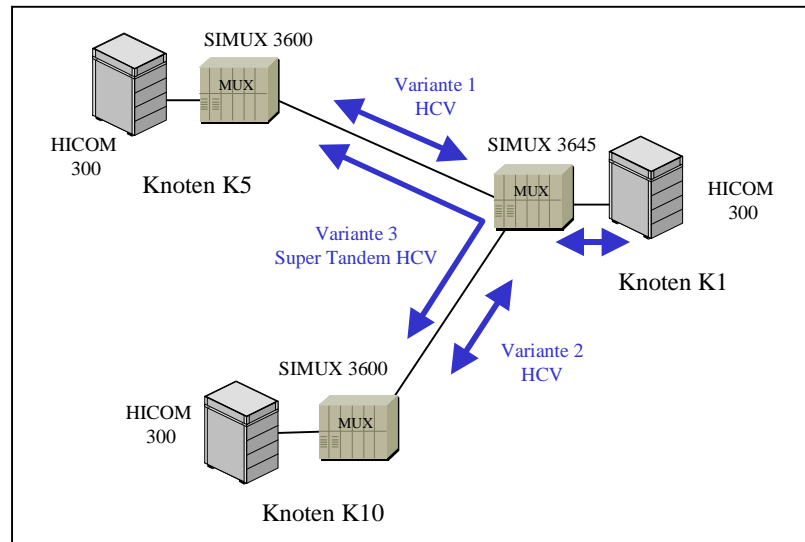 SIMUX 3600
MUX
HICOM
300
Knoten K5
Variante 1
HCV
SIMUX 3645
MUX
HICOM
300
Knoten K1
Variante 3
Super Tandem HCV
Variante 2
HCV
SIMUX 3600
MUX
HICOM
300
Knoten K10